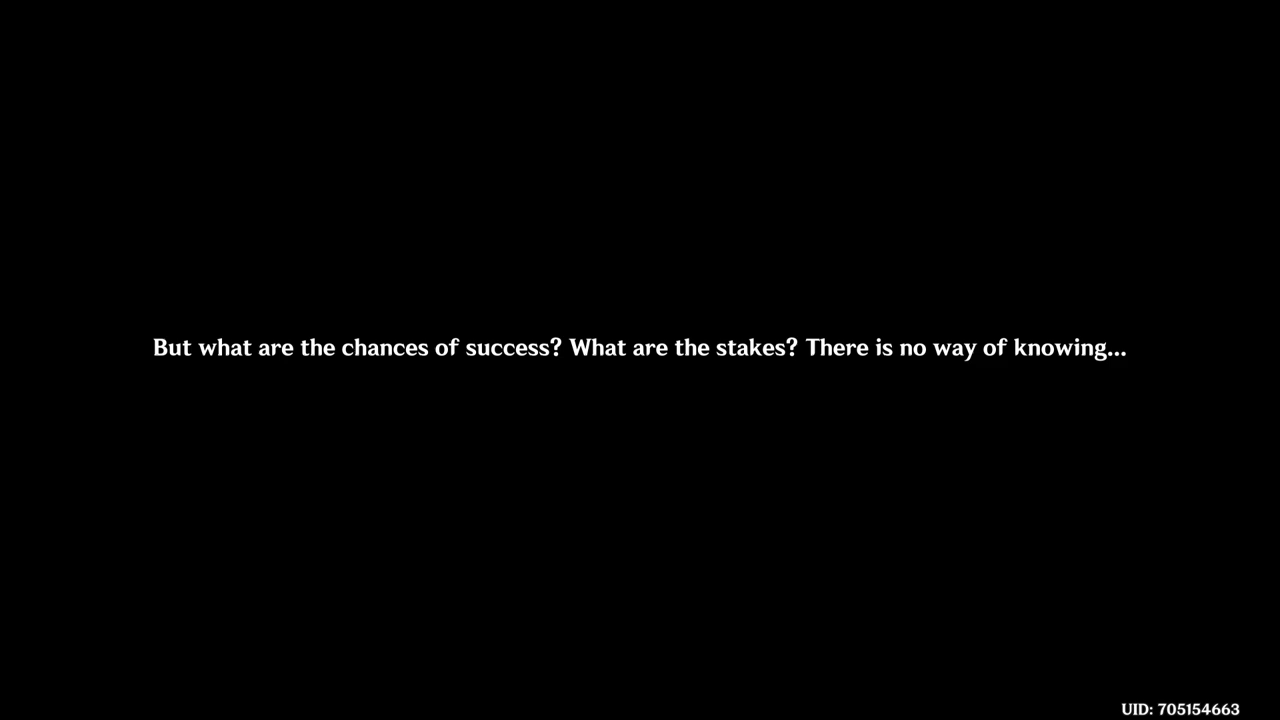 But what are the chances of success? What are the stakes? There is no way of knowing...
UID: 705154663